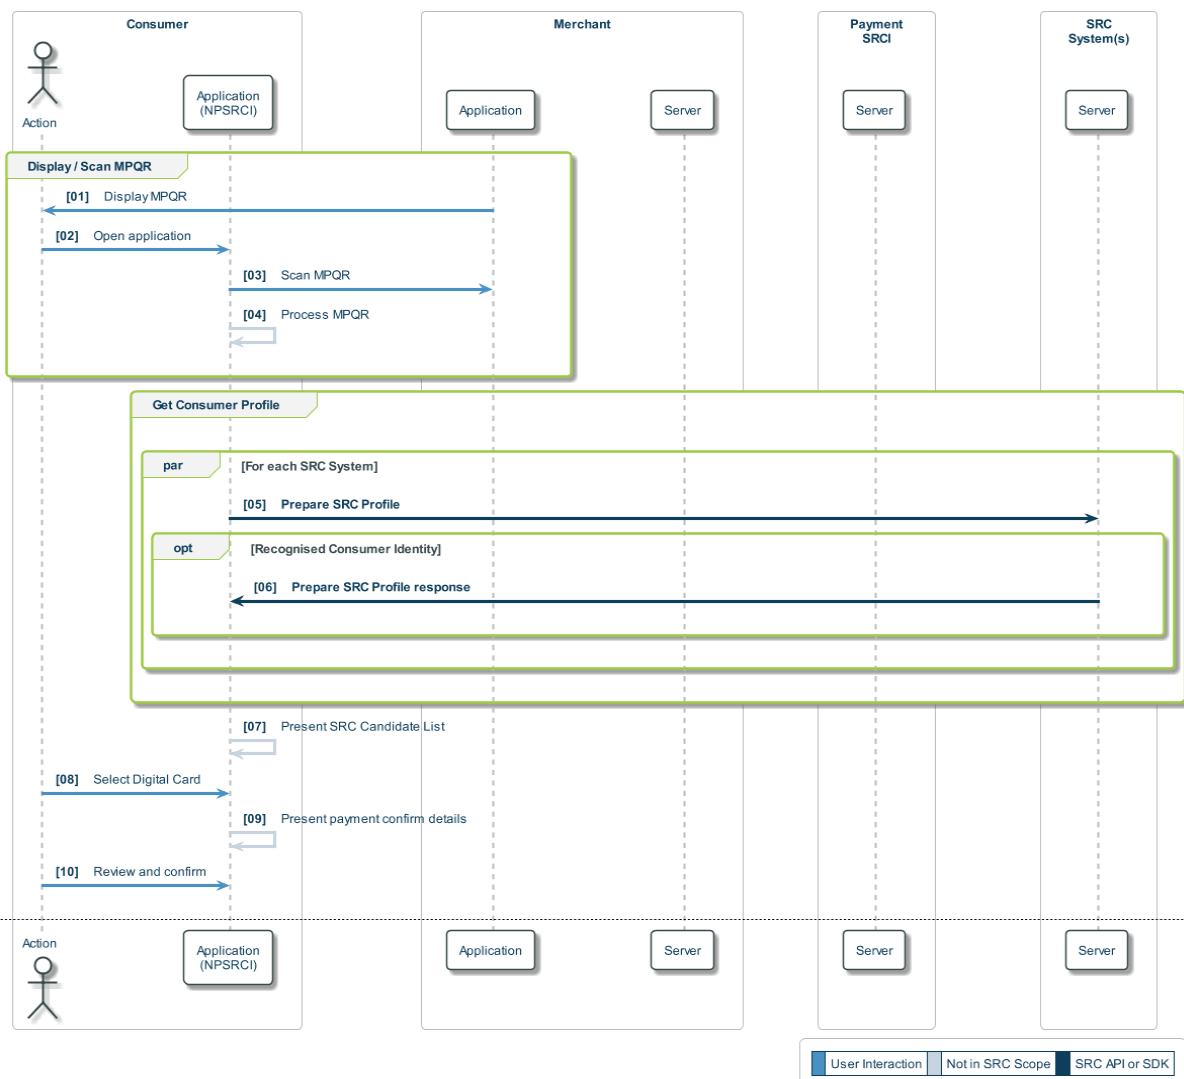 Consumer
Merchant
Payment
SRCI
SRC
System(s)
Action
Application
(NPSRCI)
Application
Server
Server
Server
Display / Scan MPQR
[01] Display MPQR
[02] Open application
[03] Scan MPQR
[04] Process MPQR
Get Consumer Profile
par [For each SRC System]
[05] Prepare SRC Profile
opt [Recognised Consumer Identity]
[06] Prepare SRC Profile response
[07] Present SRC Candidate List
[08] Select Digital Card
[09] Present payment confirm details
[10] Review and confirm
Action
Application
(NPSRCI)
Application
Server
Server
Server
User Interaction
Not in SRC Scope
SRC API or SDK